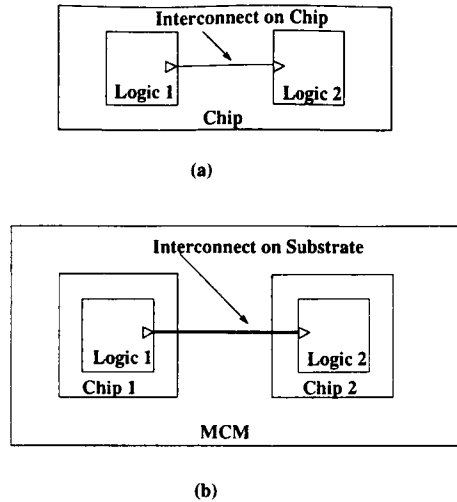 Interconnect on Chip
Logic 1
Logic 2
Chip
(a)
Interconnect on Substrate
Logic 1
Logic 2
Chip 1
Chip 2
MCM
(b)